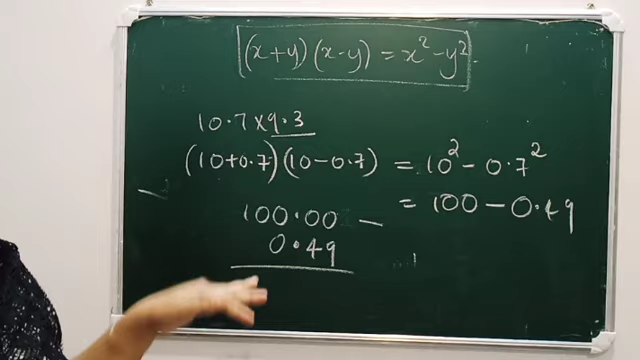 (x+y)(x-y) = x² - y²
10.7 x 9.3
(10+0.7)(10-0.7) = 10² - 0.7²
= 100 - 0.49
100.00 -
0.49